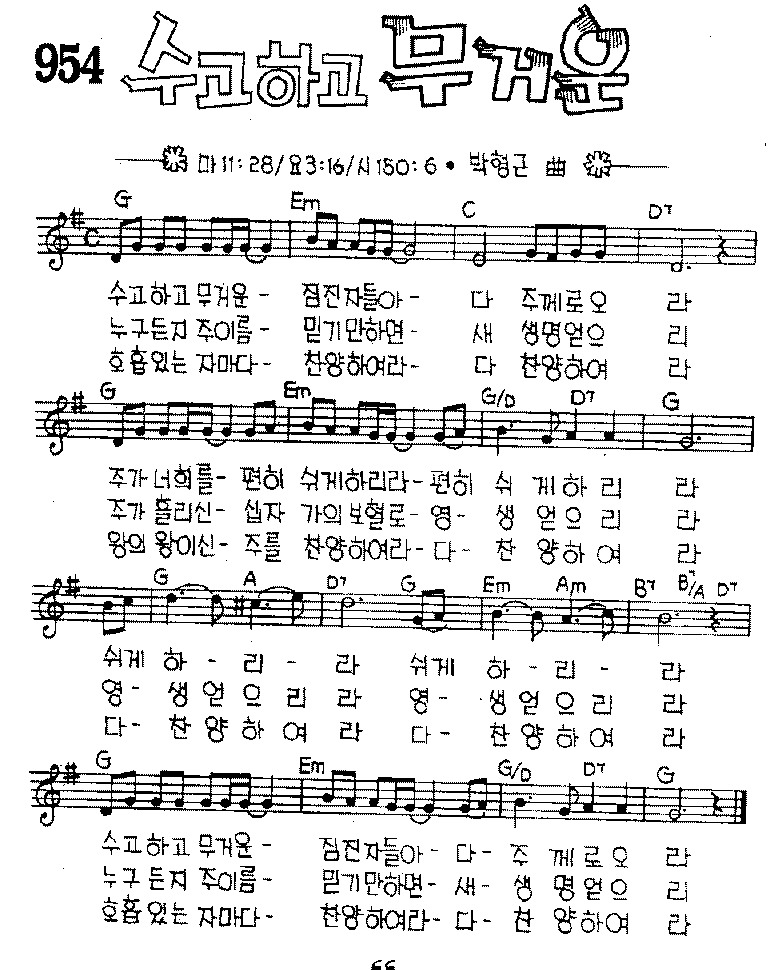 954 수고하고 무거운
마11:28/요3:16/시150:6 • 박형근 曲
G Em C D7
C
수고하고 무거운 - 짐진자들아 - 다 주께로오 라
누구든지 주이름 - 믿기만하면 - 새 생명얻으 리
호흡있는 자마다 - 찬양하여라 - 다 찬양하여 라
G Em G/D D7 G
주가 너희를 - 편히 쉬게하리라 - 편히 쉬 게 하 리 라
주가 흘리신 - 십자 가의보혈로 - 영 - 생 얻으리 라
왕의 왕이신 - 주를 찬양하여라 - 다 - 찬 양하 여 라
G A D7 G Em Am B7 B7/A D7
쉬게 하 - 리 - 라 쉬게 하 - 리 - 라
영 - 생 얻 으 리 라 영 - 생 얻 으 리 라
다 - 찬 양 하 여 라 다 - 찬 양 하 여 라
G Em G/D D7 G
수고하고 무거운 - 짐진자들아 - 다 - 주 께로오 라
누구든지 주이름 - 믿기만하면 - 새 - 생 명얻으 리
호흡있는 자마다 - 찬양하여라 - 다 - 찬 양하여 라